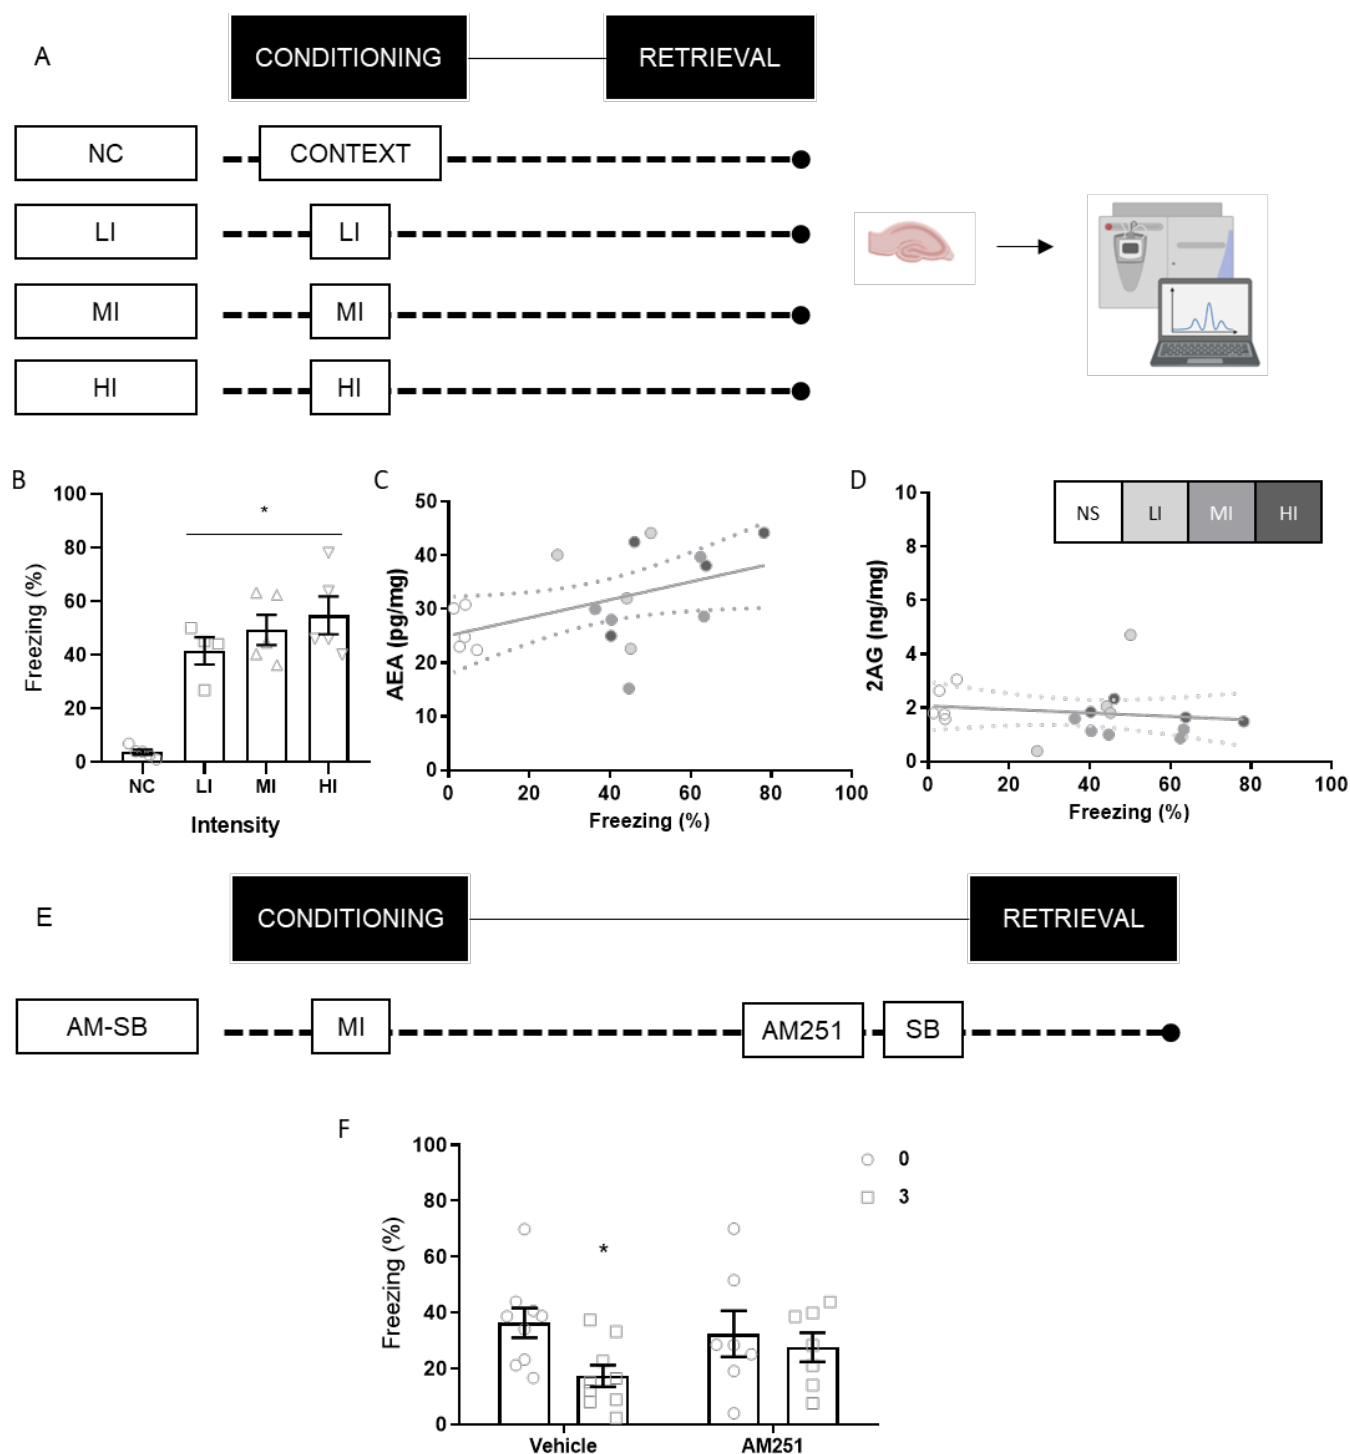 A
CONDITIONING
RETRIEVAL
NC
CONTEXT
LI
LI
MI
MI
HI
HI
B
Freezing (%)
100
80
60
40
20
0
*
NC
LI
MI
HI
Intensity
C
AEA (pg/mg)
50
40
30
20
10
0
0
20
40
60
80
100
Freezing (%)
D
2AG (ng/mg)
10
8
6
4
2
0
NS
LI
MI
HI
0
20
40
60
80
100
Freezing (%)
E
CONDITIONING
RETRIEVAL
AM-SB
MI
AM251
SB
F
Freezing (%)
100
80
60
40
20
0
*
0
3
Vehicle
AM251